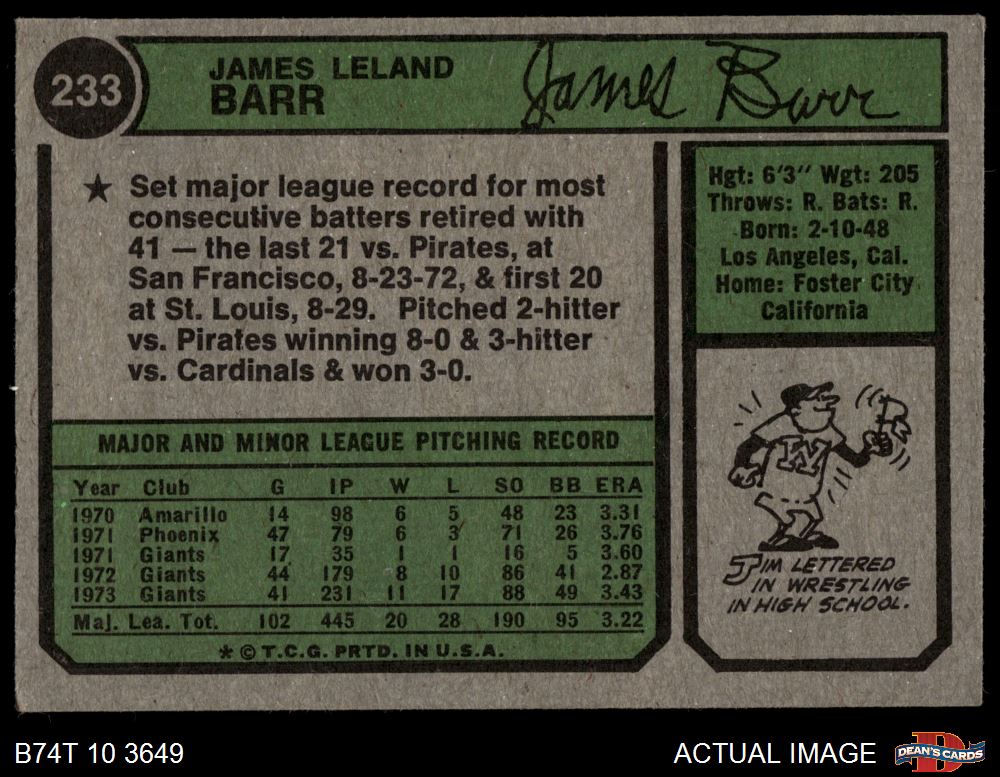 233
JAMES LELAND
BARR
James Barr
★ Set major league record for most
consecutive batters retired with
41 — the last 21 vs. Pirates, at
San Francisco, 8-23-72, & first 20
at St. Louis, 8-29. Pitched 2-hitter
vs. Pirates winning 8-0 & 3-hitter
vs. Cardinals & won 3-0.
Hgt: 6'3" Wgt: 205
Throws: R. Bats: R.
Born: 2-10-48
Los Angeles, Cal.
Home: Foster City
California
MAJOR AND MINOR LEAGUE PITCHING RECORD
Year Club G IP W L SO BB ERA
1970 Amarillo 14 98 6 5 48 23 3.31
1971 Phoenix 47 79 6 3 71 26 3.76
1971 Giants 17 35 1 1 16 5 3.60
1972 Giants 44 179 8 10 86 41 2.87
1973 Giants 41 231 11 17 88 49 3.43
Maj. Lea. Tot. 102 445 20 28 190 95 3.22
* © T.C.G. PRTD. IN U.S.A.
W
JIM LETTERED
IN WRESTLING
IN HIGH SCHOOL.
B74T 10 3649
ACTUAL IMAGE
D
DEAN'S CARDS